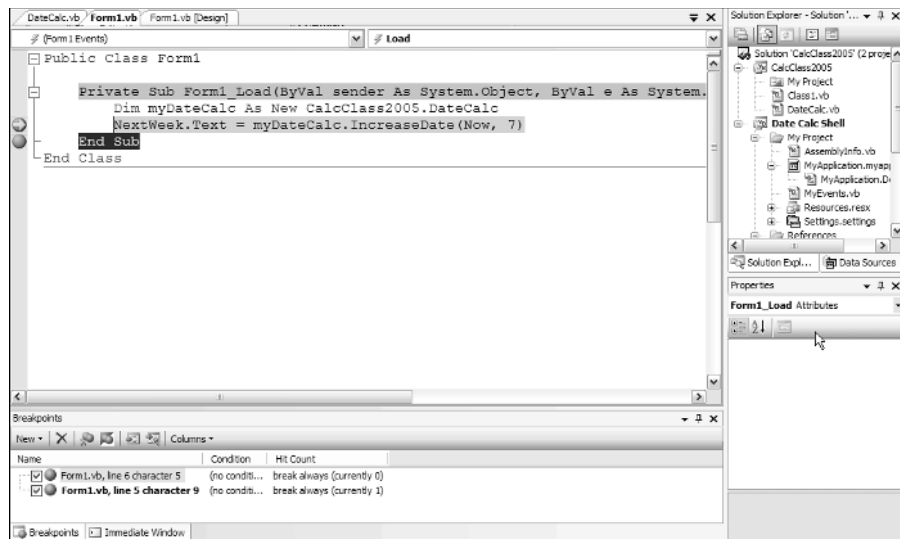 DateCalc.vb Form1.vb Form1.vb [Design]
(Form1 Events) Load
Public Class Form1
Private Sub Form1_Load(ByVal sender As System.Object, ByVal e As System.
Dim myDateCalc As New CalcClass2005.DateCalc
NextWeek.Text = myDateCalc.IncreaseDate(Now, 7)
End Sub
End Class
Solution Explorer - Solution '...
Solution 'CalcClass2005' (2 proje
CalcClass2005
My Project
Class1.vb
DateCalc.vb
Date Calc Shell
My Project
AssemblyInfo.vb
MyApplication.myapp
MyApplication.De
MyEvents.vb
Resources.resx
Settings.settings
References
Solution Expl... Data Sources
Properties
Form1_Load Attributes
Breakpoints
New Columns
Name Condition Hit Count
Form1.vb, line 6 character 5 (no conditi... break always (currently 0)
Form1.vb, line 5 character 9 (no conditi... break always (currently 1)
Breakpoints Immediate Window